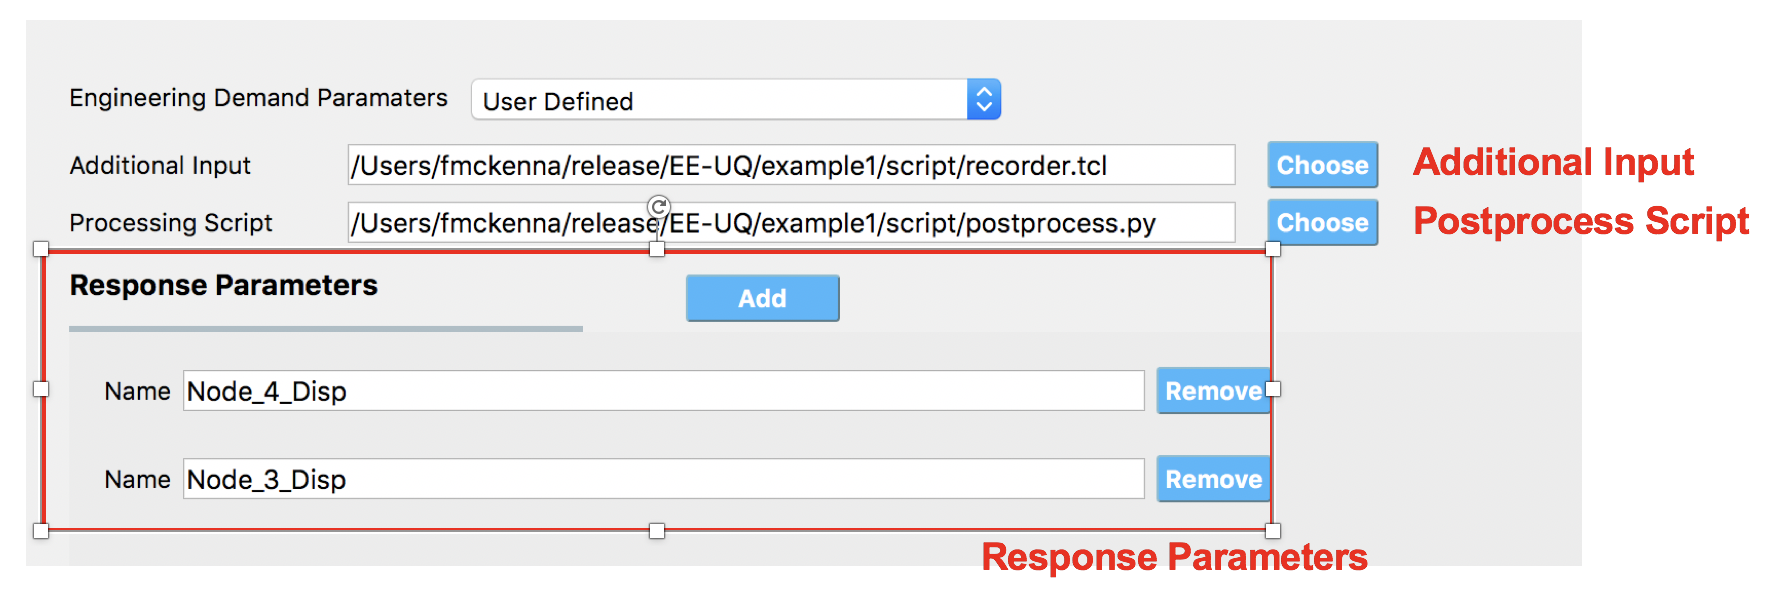 Engineering Demand Paramaters User Defined
Additional Input /Users/fmckenna/release/EE-UQ/example1/script/recorder.tcl Choose Additional Input
Processing Script /Users/fmckenna/release/EE-UQ/example1/script/postprocess.py Choose Postprocess Script
Response Parameters Add
Name Node_4_Disp Remove
Name Node_3_Disp Remove
Response Parameters